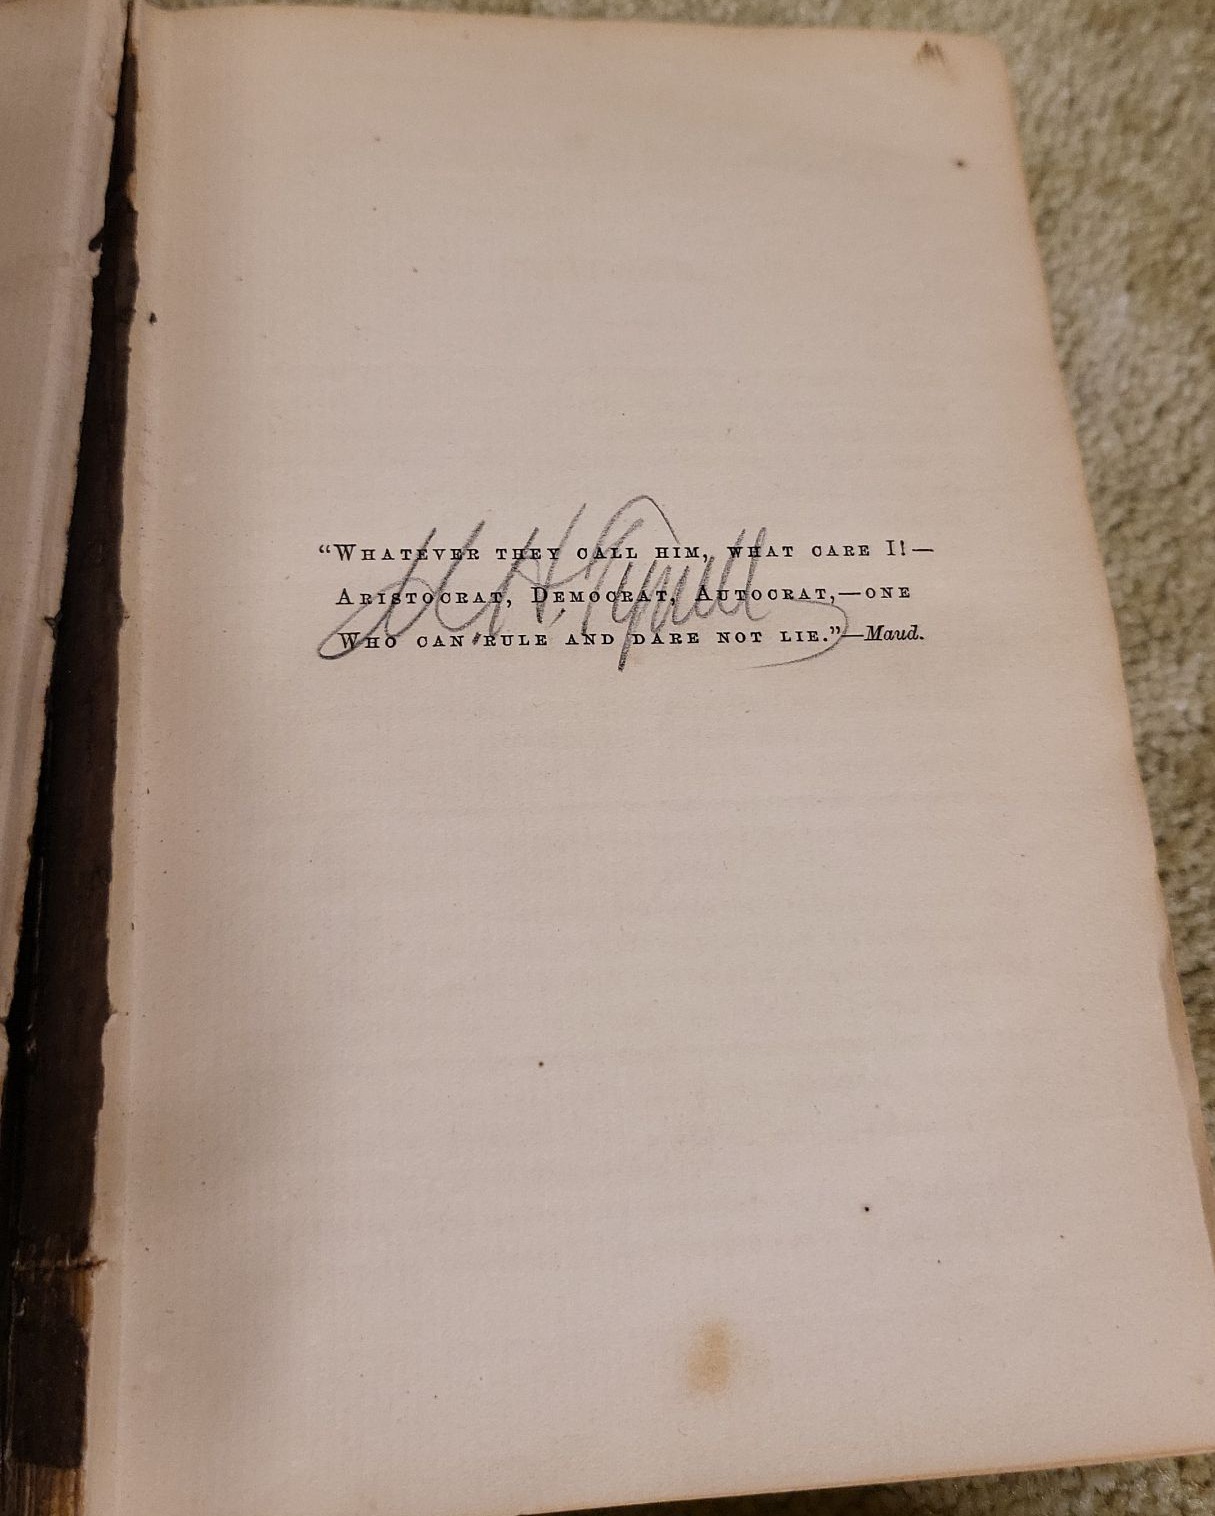 “WHATEVER THEY CALL HIM, WHAT CARE I!—
ARISTOCRAT, DEMOCRAT, AUTOCRAT,—ONE
WHO CAN RULE AND DARE NOT LIE.”—Maud.